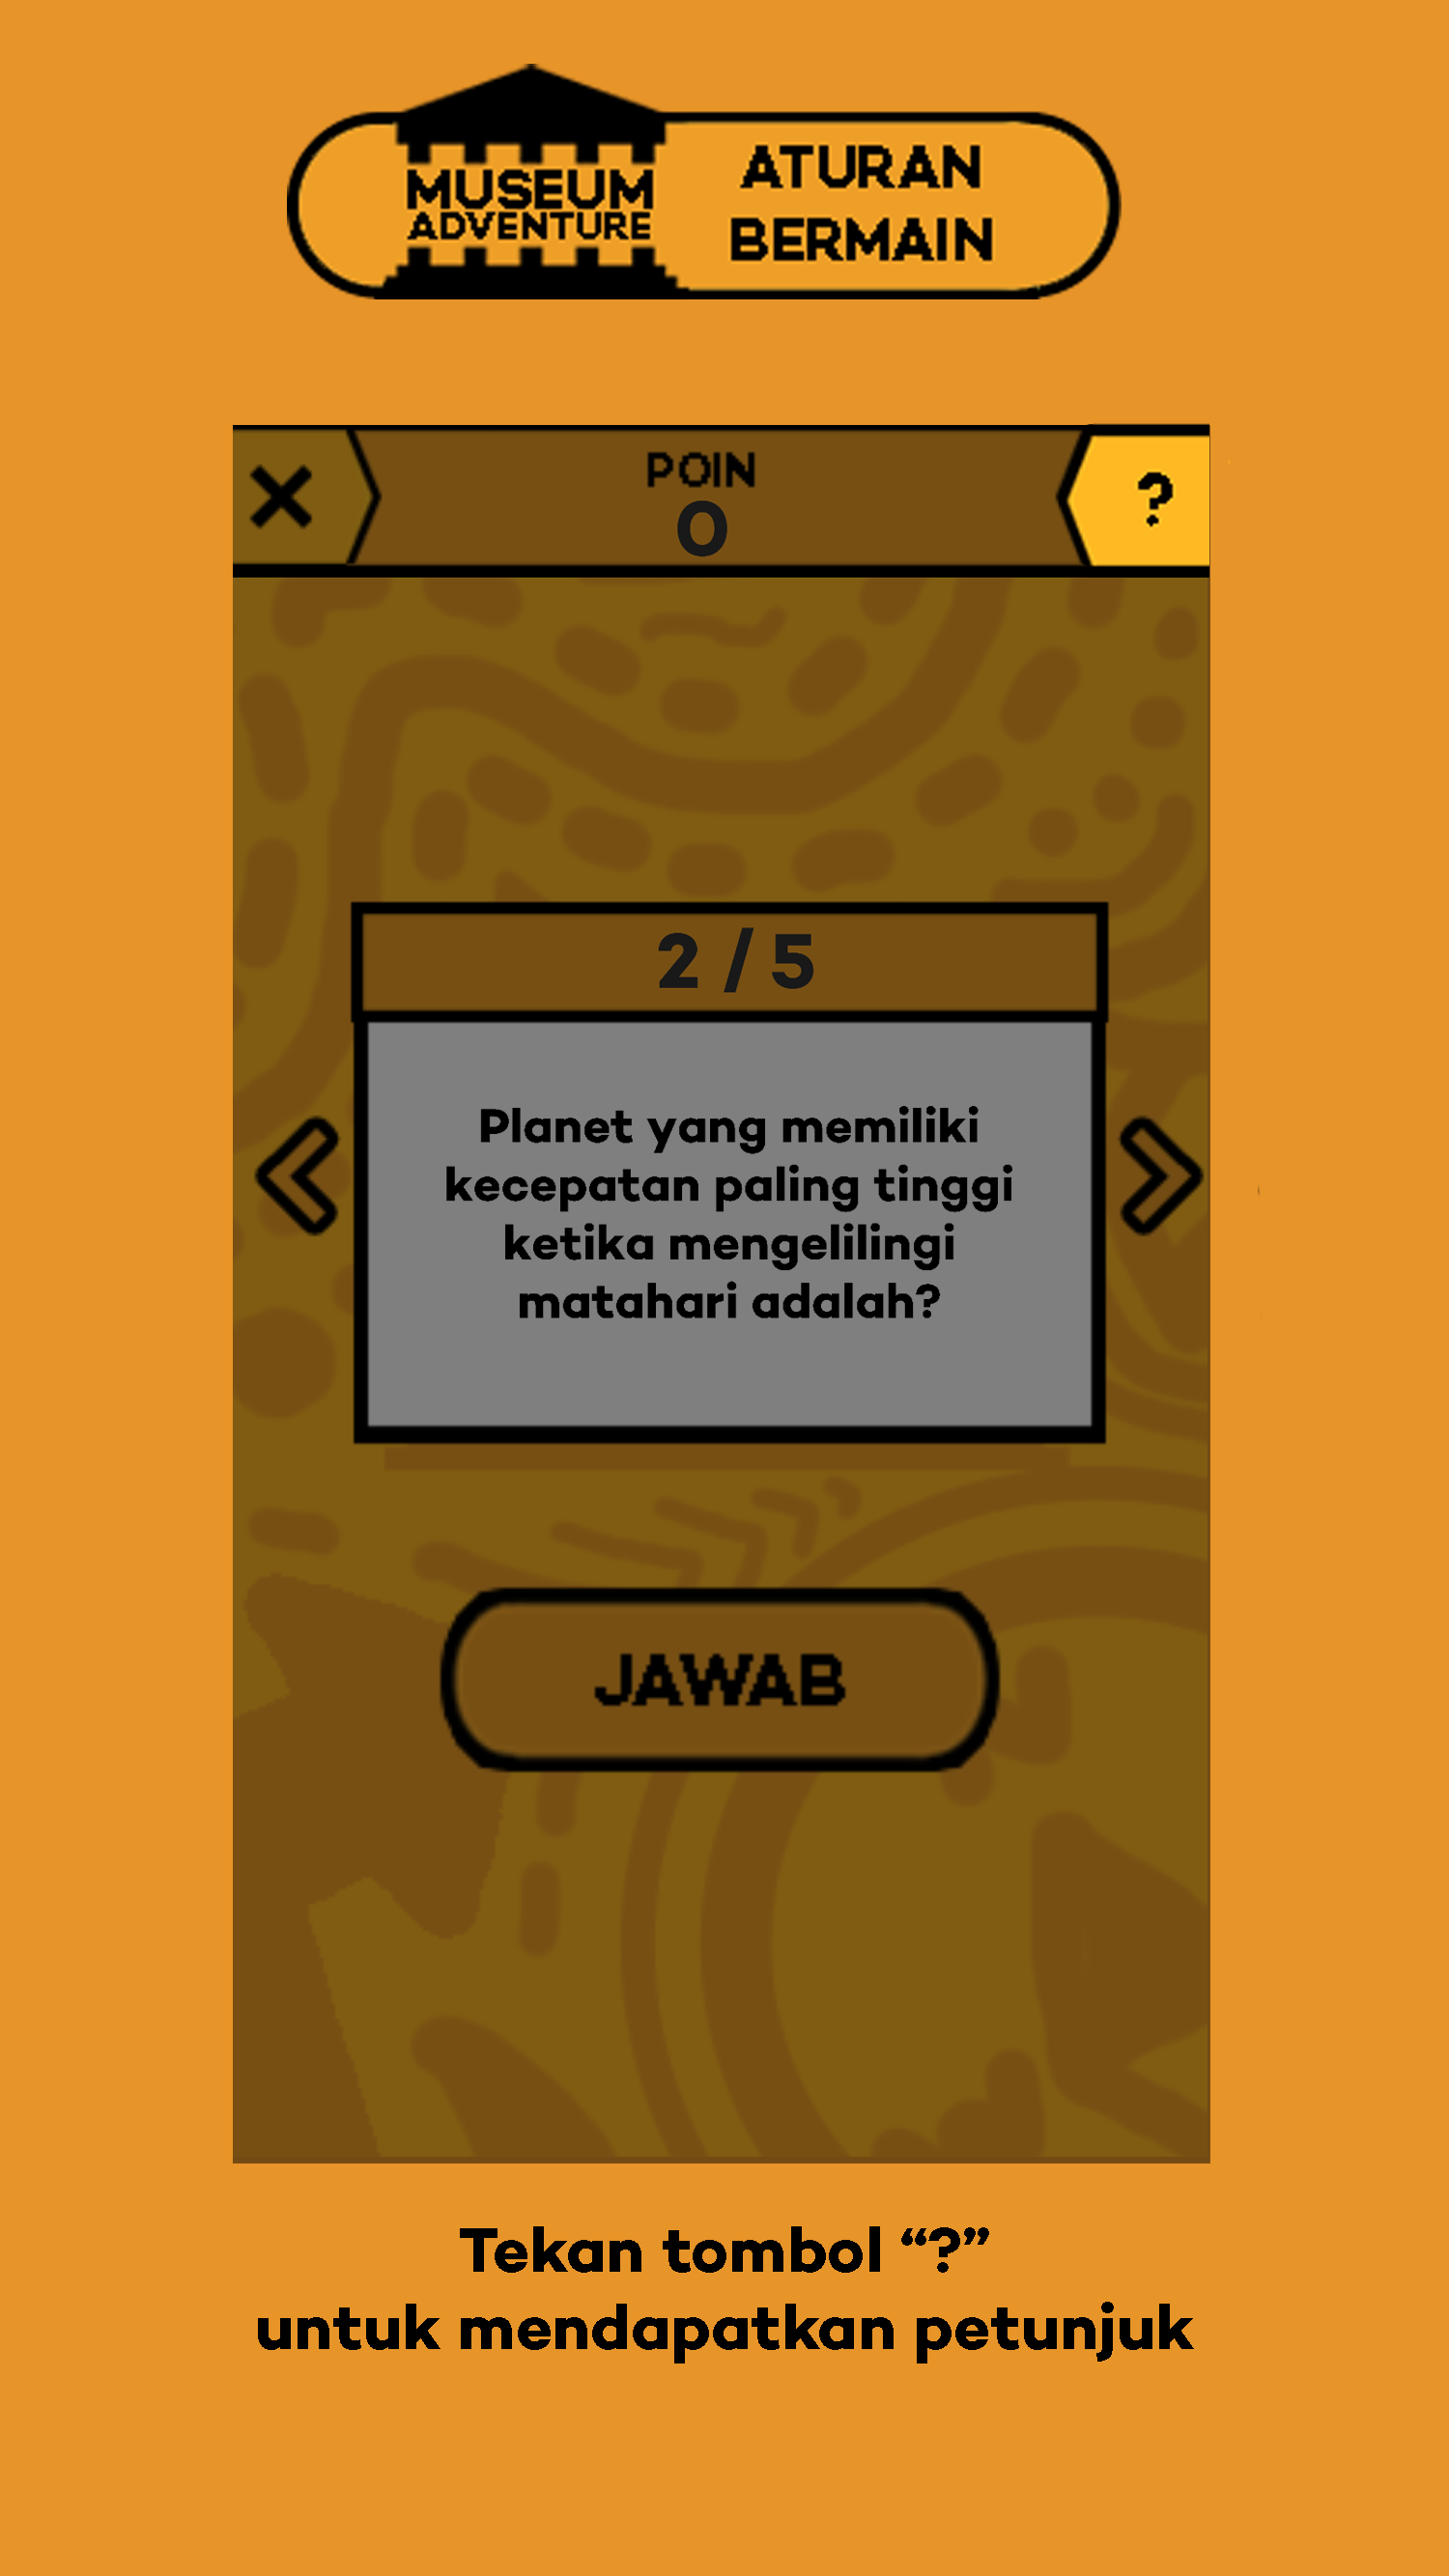 MUSEUM
ADVENTURE
ATURAN
BERMAIN
POIN
0
?
2 / 5
Planet yang memiliki
kecepatan paling tinggi
ketika mengelilingi
matahari adalah?
JAWAB
Tekan tombol “?”
untuk mendapatkan petunjuk